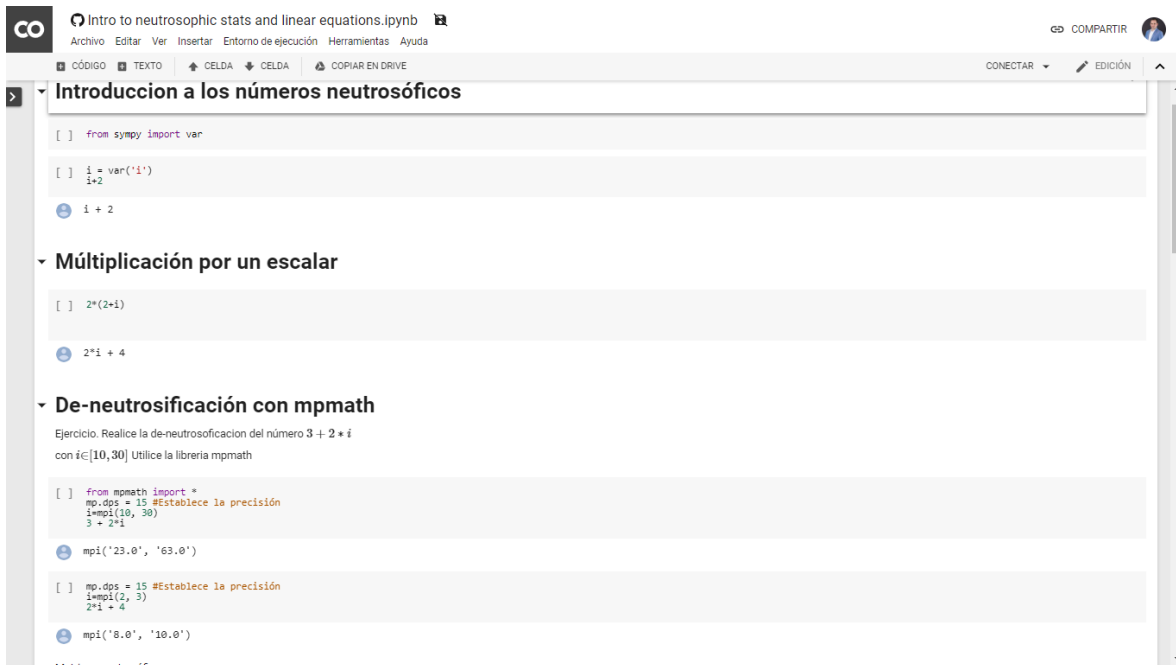 CO Intro to neutrosophic stats and linear equations.ipynb
Archivo Editar Ver Insertar Entorno de ejecución Herramientas Ayuda
COMPARTIR
CÓDIGO TEXTO CELDA CELDA COPIAR EN DRIVE CONECTAR EDICIÓN
Introduccion a los números neutrosóficos
[ ] from sympy import var
[ ] i = var('i')
i+2
i + 2
Múltiplicación por un escalar
[ ] 2*(2+i)
2*i + 4
De-neutrosificación con mpmath
Ejercicio. Realice la de-neutrosoficacion del número 3 + 2 * i
con i∈[10, 30] Utilice la libreria mpmath
[ ] from mpmath import *
mp.dps = 15 #Establece la precisión
i=mpi(10, 30)
3 + 2*i
mpi('23.0', '63.0')
[ ] mp.dps = 15 #Establece la precisión
i=mpi(2, 3)
2*i + 4
mpi('8.0', '10.0')